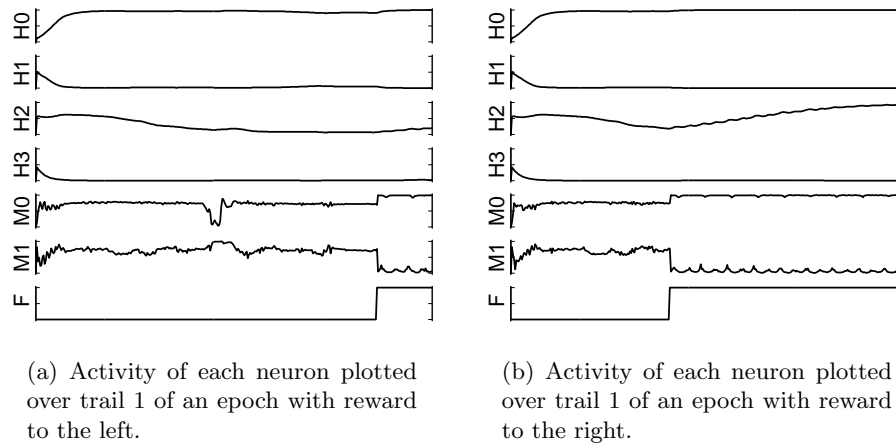 H0
H1
H2
H3
M0
M1
F
(a) Activity of each neuron plotted
over trail 1 of an epoch with reward
to the left.
H0
H1
H2
H3
M0
M1
F
(b) Activity of each neuron plotted
over trail 1 of an epoch with reward
to the right.